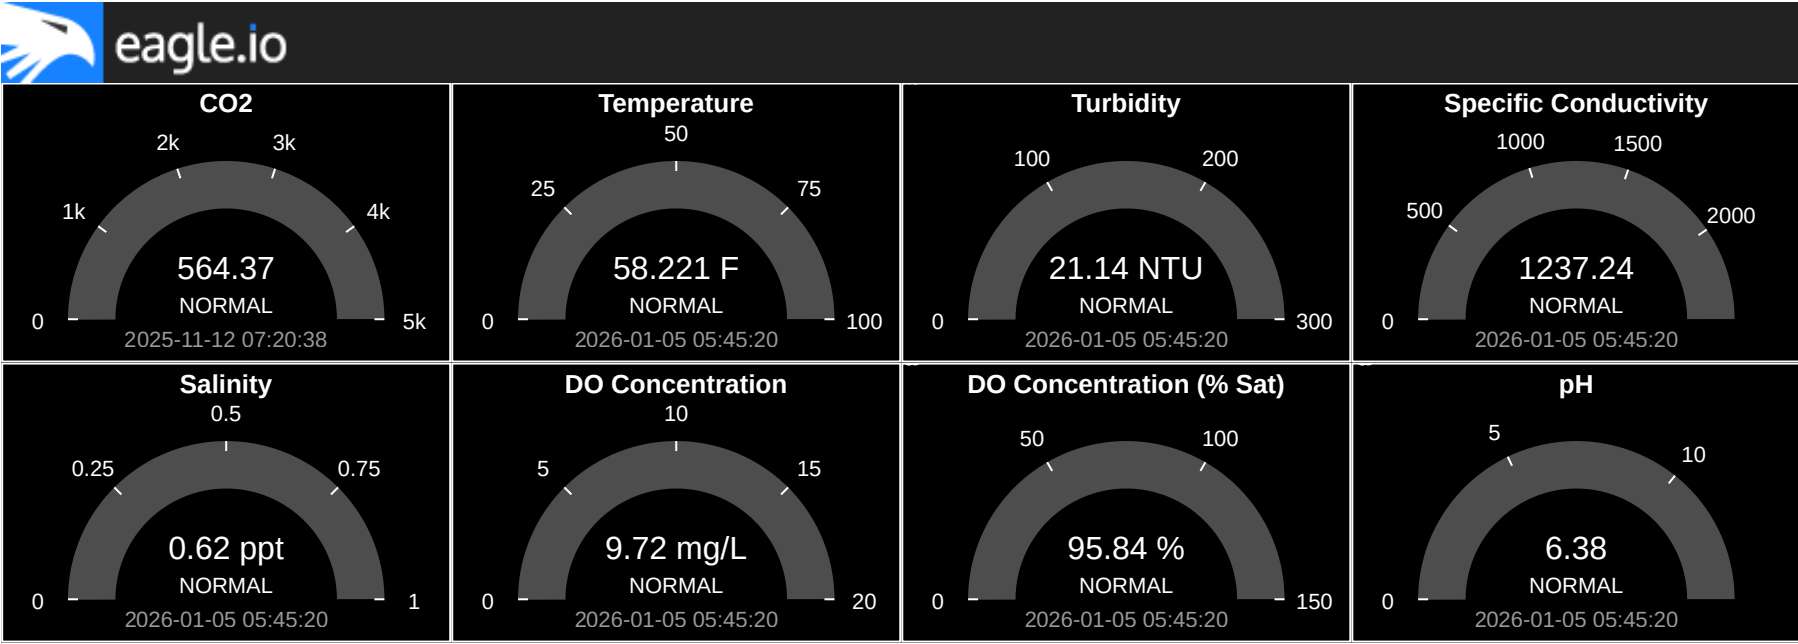 eagle.io
CO2
2k
3k
1k
4k
564.37
NORMAL
0
5k
2025-11-12 07:20:38
Temperature
50
25
75
58.221 F
NORMAL
0
100
2026-01-05 05:45:20
Turbidity
100
200
21.14 NTU
NORMAL
0
300
2026-01-05 05:45:20
Specific Conductivity
1000
1500
500
2000
1237.24
NORMAL
0
2026-01-05 05:45:20
Salinity
0.5
0.25
0.75
0.62 ppt
NORMAL
0
1
2026-01-05 05:45:20
DO Concentration
10
5
15
9.72 mg/L
NORMAL
0
20
2026-01-05 05:45:20
DO Concentration (% Sat)
50
100
95.84 %
NORMAL
0
150
2026-01-05 05:45:20
pH
5
10
6.38
NORMAL
0
2026-01-05 05:45:20